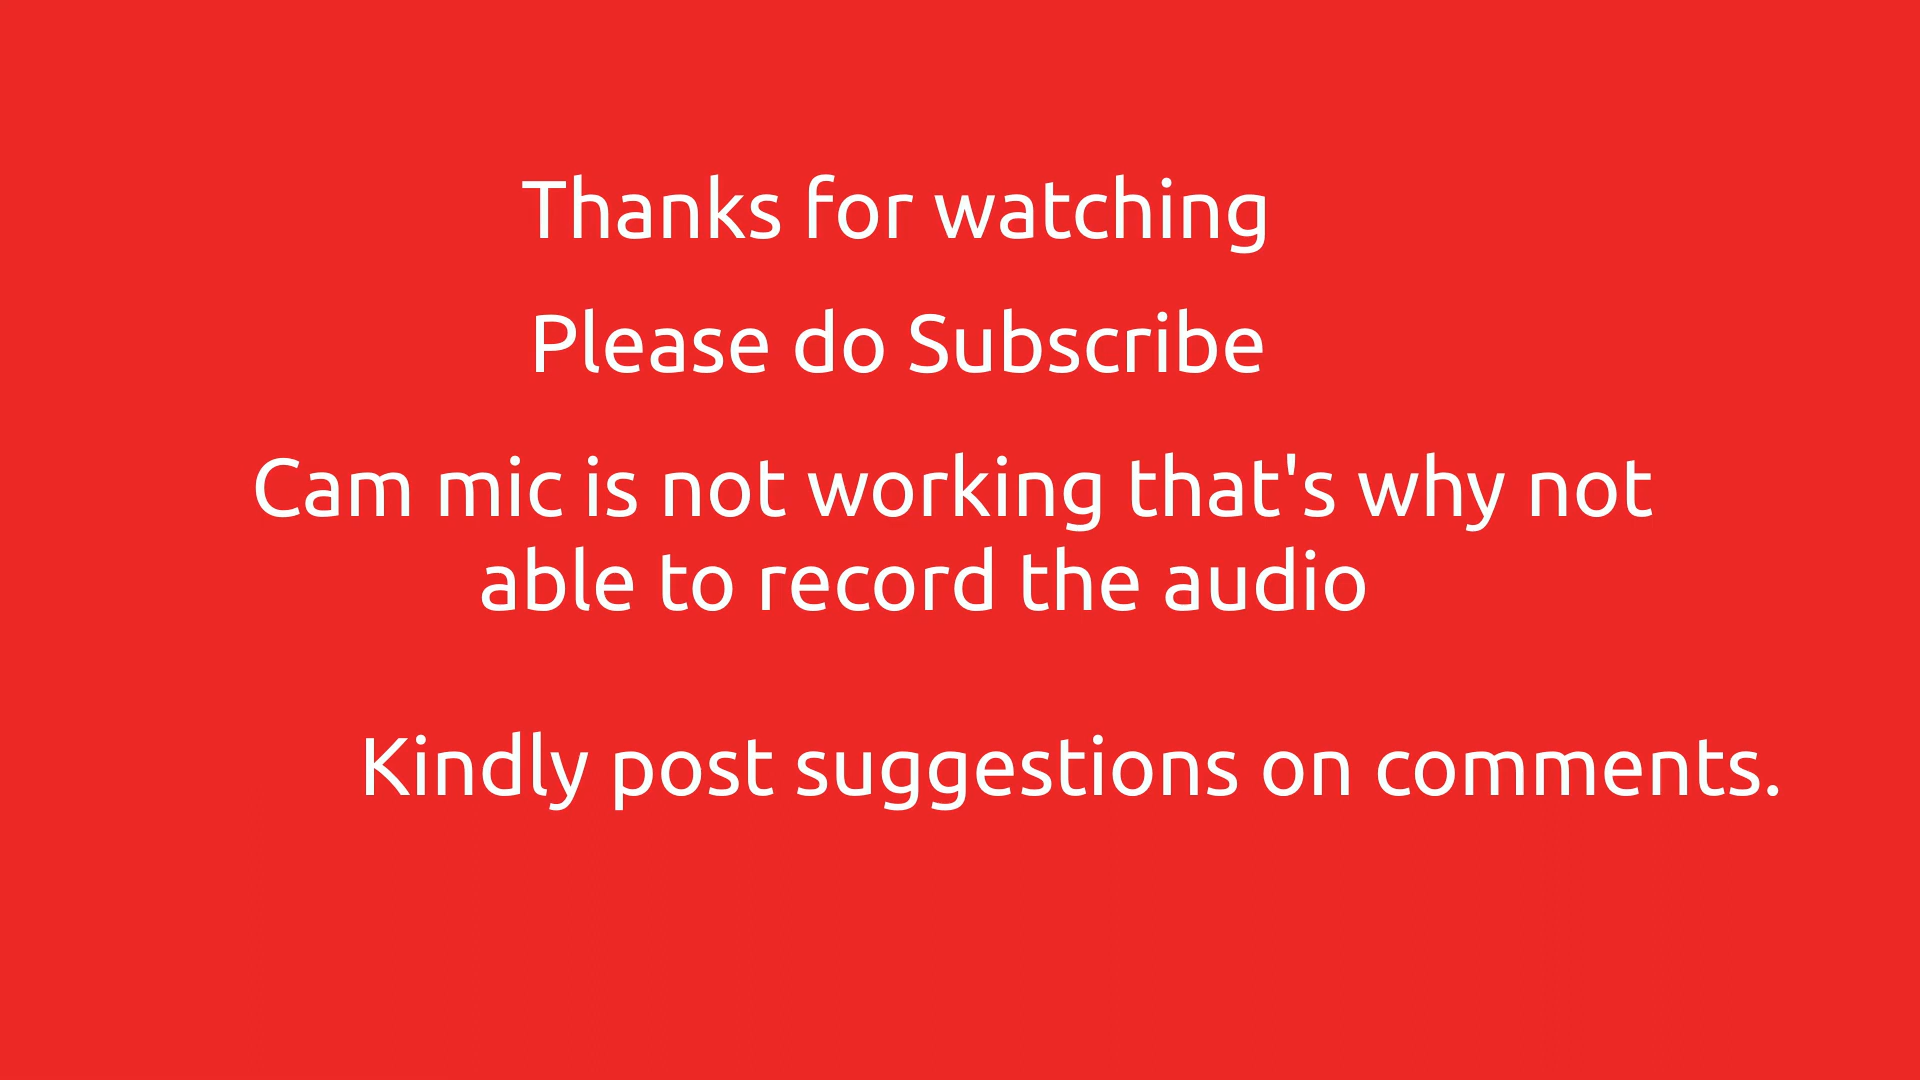 Thanks for watching
Please do Subscribe
Cam mic is not working that's why not
able to record the audio
Kindly post suggestions on comments.